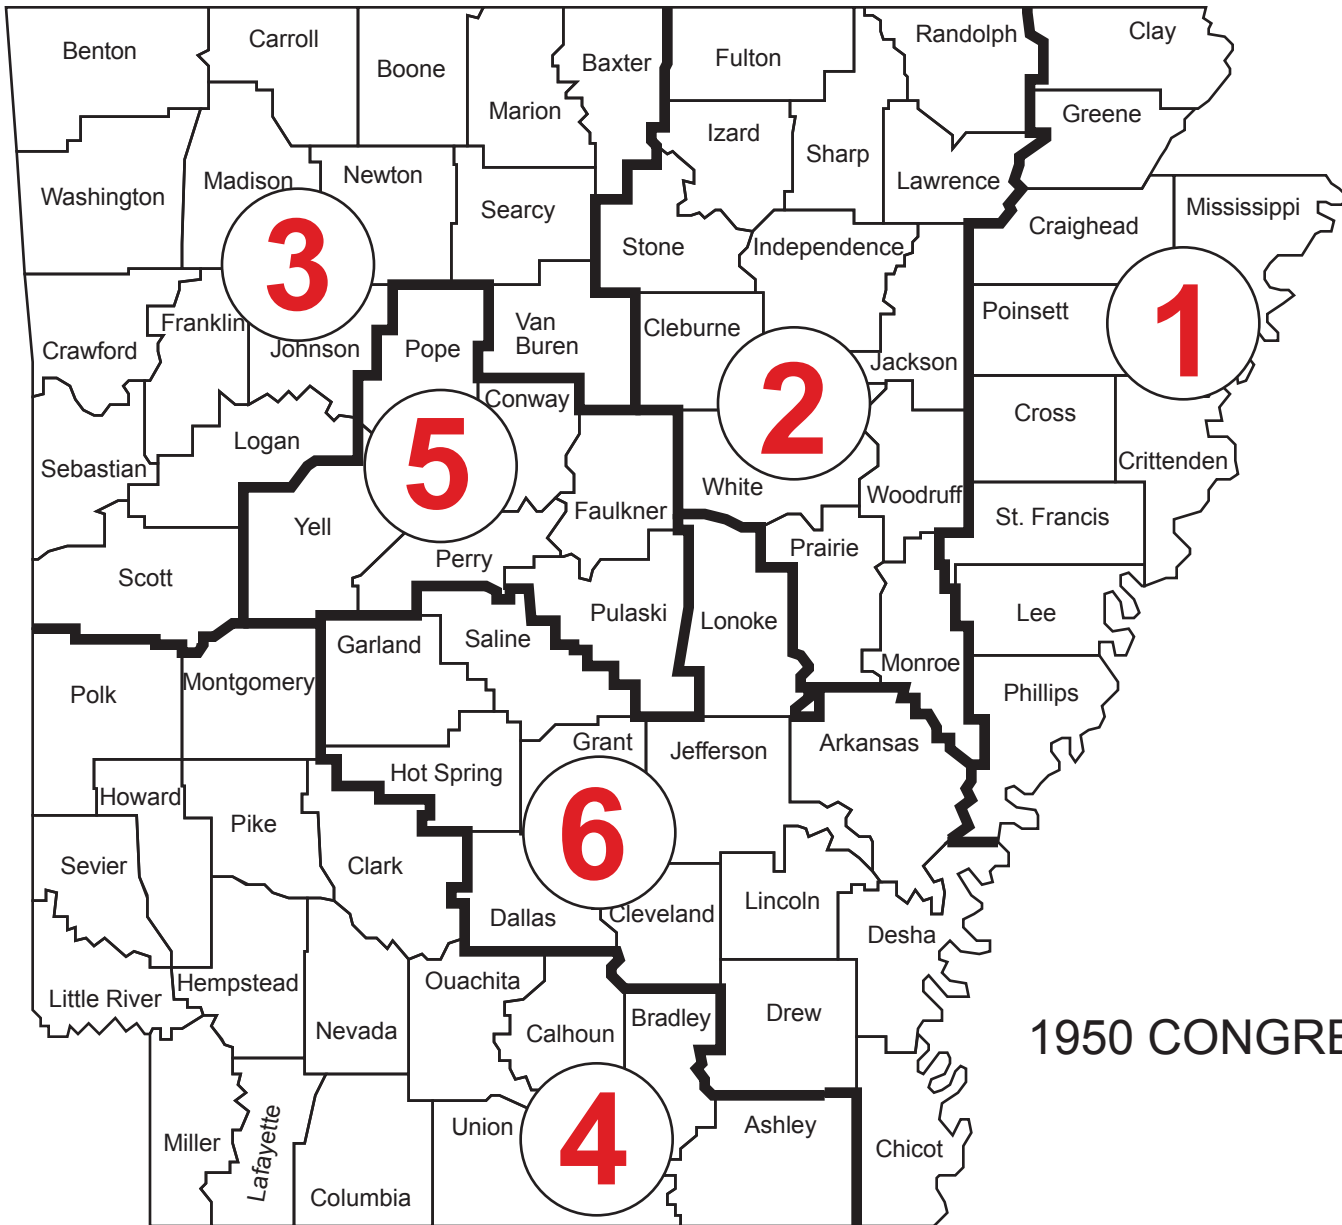 Benton
Carroll
Boone
Marion
Baxter
Fulton
Randolph
Clay
Greene
Izard
Sharp
Lawrence
Washington
Madison
Newton
Searcy
Stone
Independence
Craighead
Mississippi
3
1
2
5
Crawford
Franklin
Johnson
Pope
Van
Buren
Cleburne
Jackson
Poinsett
Cross
Crittenden
Conway
Logan
Sebastian
White
Woodruff
St. Francis
Faulkner
Yell
Perry
Prairie
Scott
Pulaski
Lonoke
Lee
Garland
Saline
Monroe
Phillips
Polk
Montgomery
Grant
Jefferson
Arkansas
Hot Spring
Howard
Pike
6
Sevier
Clark
Dallas
Cleveland
Lincoln
Desha
Little River
Hempstead
Nevada
Ouachita
Calhoun
Bradley
Drew
1950 CONGRE
4
Miller
Lafayette
Columbia
Union
Ashley
Chicot